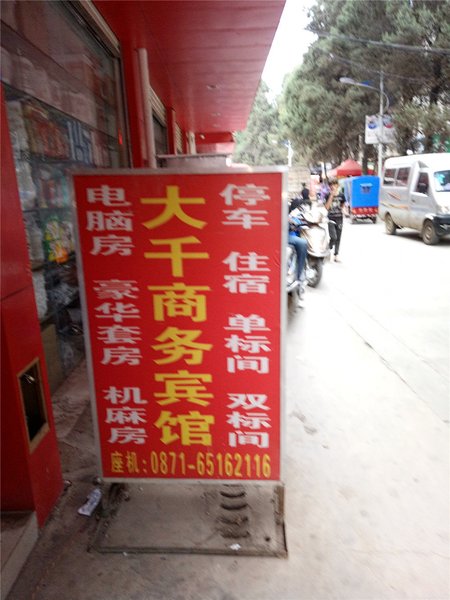 停车 住宿 单标间 双标间
大千商务宾馆
电脑房 豪华套房 机麻房
座机:0871-65162116